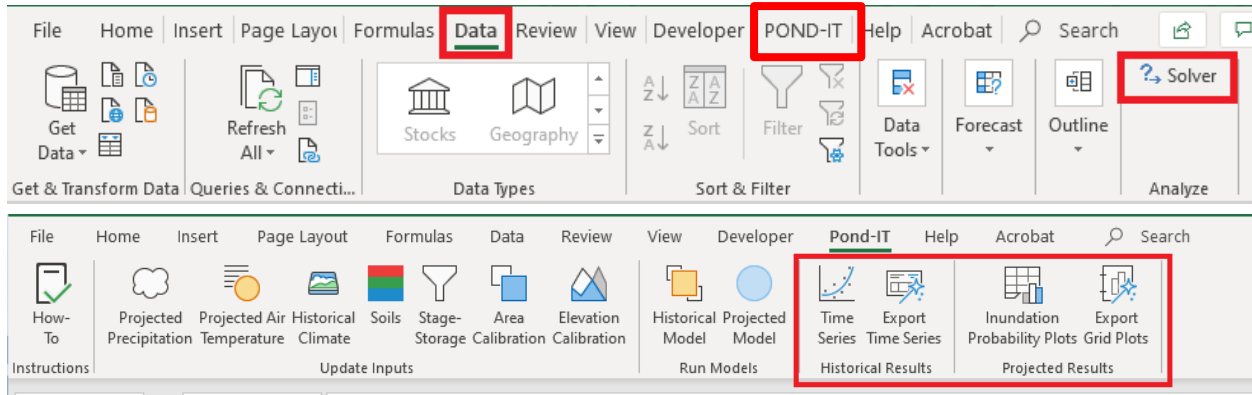 File Home Insert Page Layou Formulas Data Review View Developer POND-IT Help Acrobat Search
Get
Data
Refresh
All
Stocks Geography
A Z
Z A
Z A
A Z
Sort
Filter
Data
Tools
Forecast
Outline
Solver
Get & Transform Data Queries & Connecti... Data Types Sort & Filter Analyze
File Home Insert Page Layout Formulas Data Review View Developer Pond-IT Help Acrobat Search
How-
To
Projected
Precipitation
Projected Air
Temperature
Historical
Climate
Soils
Stage-
Storage
Area
Calibration
Elevation
Calibration
Historical
Model
Projected
Model
Time
Series
Export
Time Series
Inundation
Probability Plots
Export
Grid Plots
Instructions Update Inputs Run Models Historical Results Projected Results